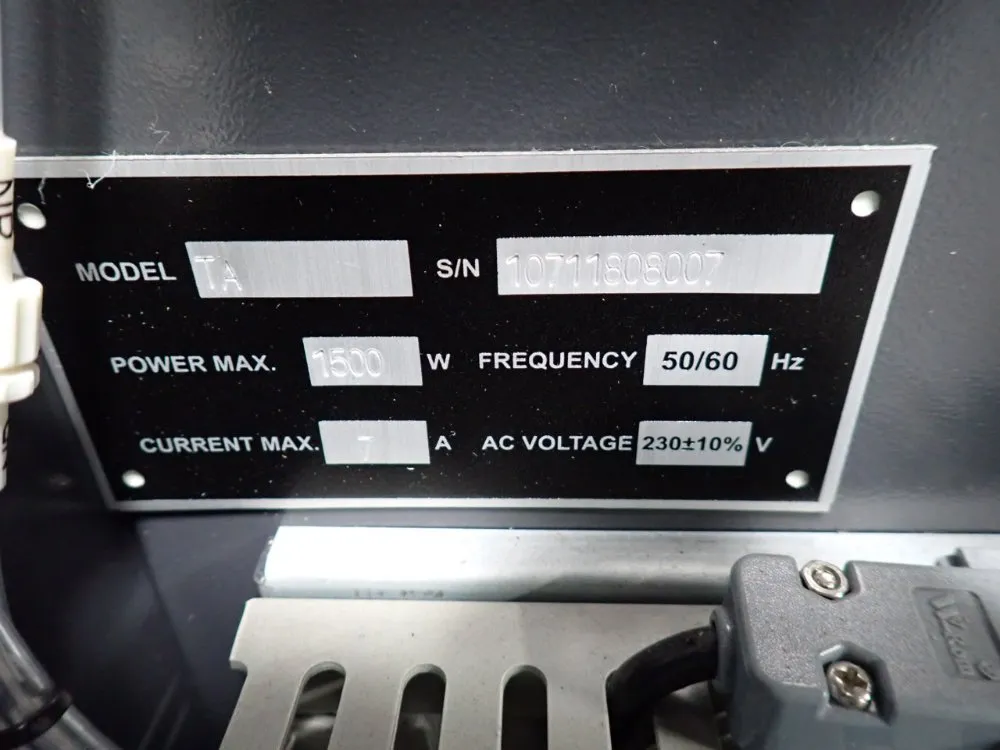 MODEL TA S/N 10711808007
POWER MAX. 1500 W FREQUENCY 50/60 Hz
CURRENT MAX. 7 A AC VOLTAGE 230±10% V